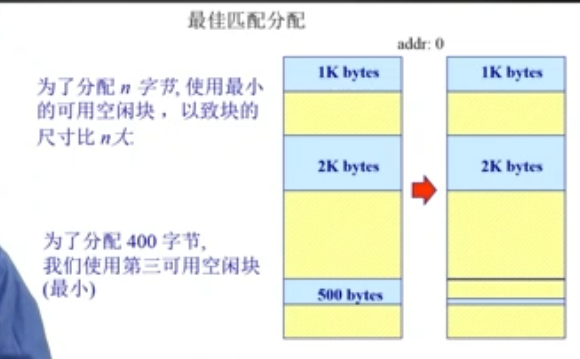 最佳匹配分配
addr: 0
为了分配 n 字节, 使用最小
的可用空闲块，以致块的
尺寸比 n大.
为了分配 400 字节,
我们使用第三可用空闲块
(最小)
1K bytes
2K bytes
500 bytes
1K bytes
2K bytes